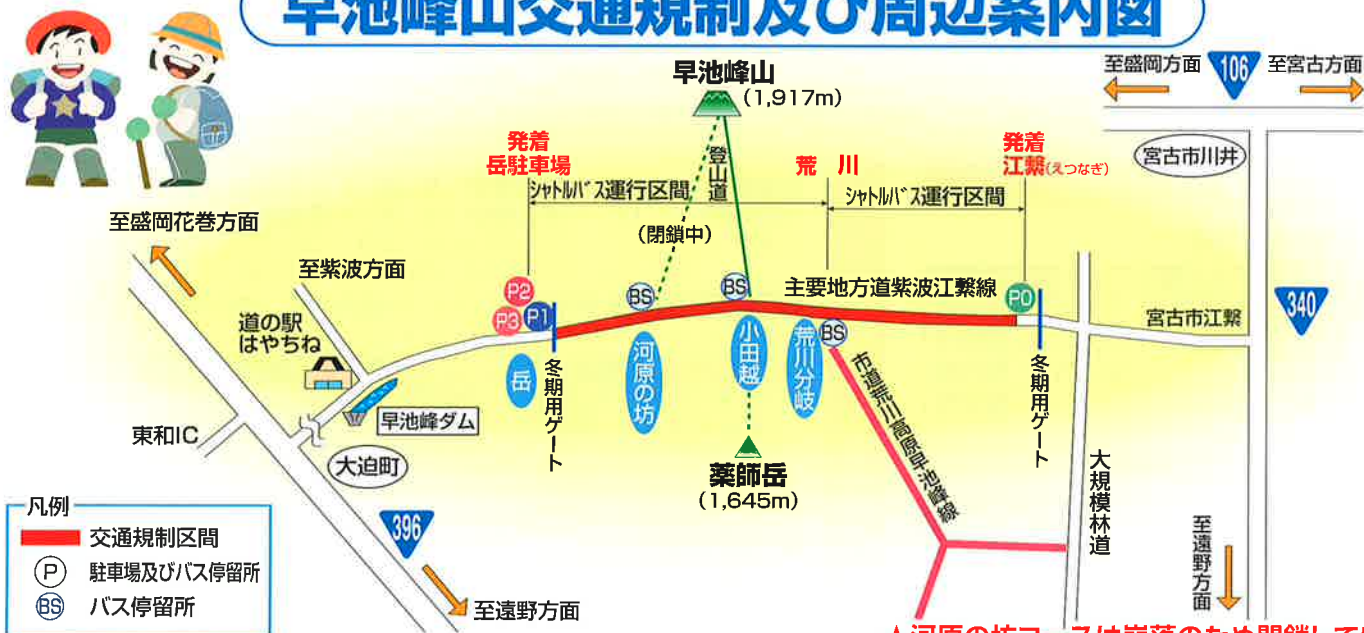 早池峰山交通規制及び周辺案内図
早池峰山
(1,917m)
至盛岡方面
106
至宮古方面
宮古市川井
発着
岳駐車場
登山道
荒川
発着
江繋(えつなぎ)
シャトルバス運行区間
シャトルバス運行区間
(閉鎖中)
至盛岡花巻方面
至紫波方面
主要地方道紫波江繋線
P2
P3
P1
BS
BS
BS
P0
340
宮古市江繋
道の駅
はやちね
岳
冬期用ゲート
河原の坊
小田越
荒川分岐
冬期用ゲート
早池峰ダム
東和IC
大迫町
薬師岳
(1,645m)
市道荒川高原早池峰線
大規模林道
至遠野方面
396
至遠野方面
凡例
交通規制区間
P 駐車場及びバス停留所
BS バス停留所